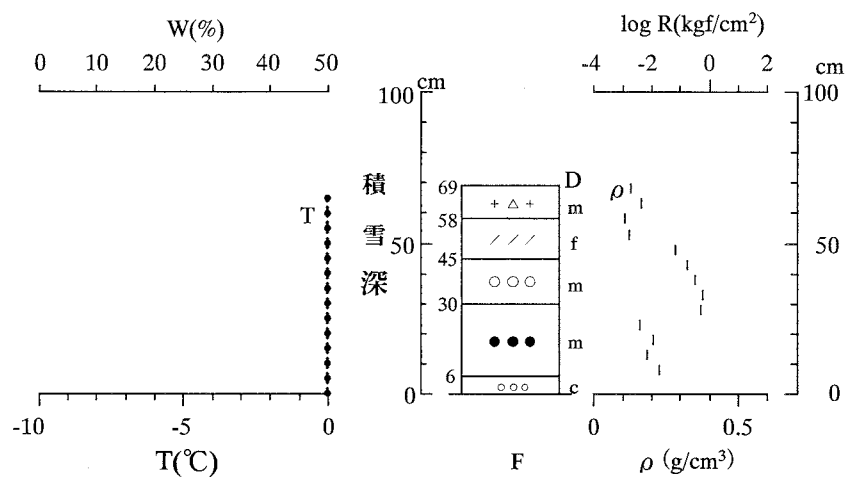 W(%)
0 10 20 30 40 50
T
-10 -5 0
T(℃)
積雪深
cm
100
50
0
69
58
45
30
6
D
m
f
m
m
c
F
log R(kgf/cm²)
-4 -2 0 2
ρ
0 0.5
ρ (g/cm³)
cm
100
50
0